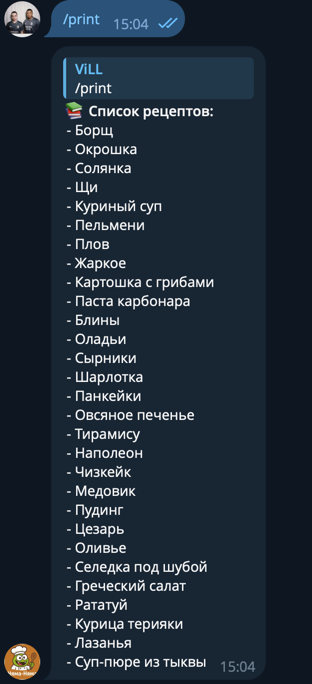 /print 15:04
ViLL
/print
📚 Список рецептов:
- Борщ
- Окрошка
- Солянка
- Щи
- Куриный суп
- Пельмени
- Плов
- Жаркое
- Картошка с грибами
- Паста карбонара
- Блины
- Оладьи
- Сырники
- Шарлотка
- Панкейки
- Овсяное печенье
- Тирамису
- Наполеон
- Чизкейк
- Медовик
- Пудинг
- Цезарь
- Оливье
- Селедка под шубой
- Греческий салат
- Рататуй
- Курица терияки
- Лазанья
- Суп-пюре из тыквы 15:04